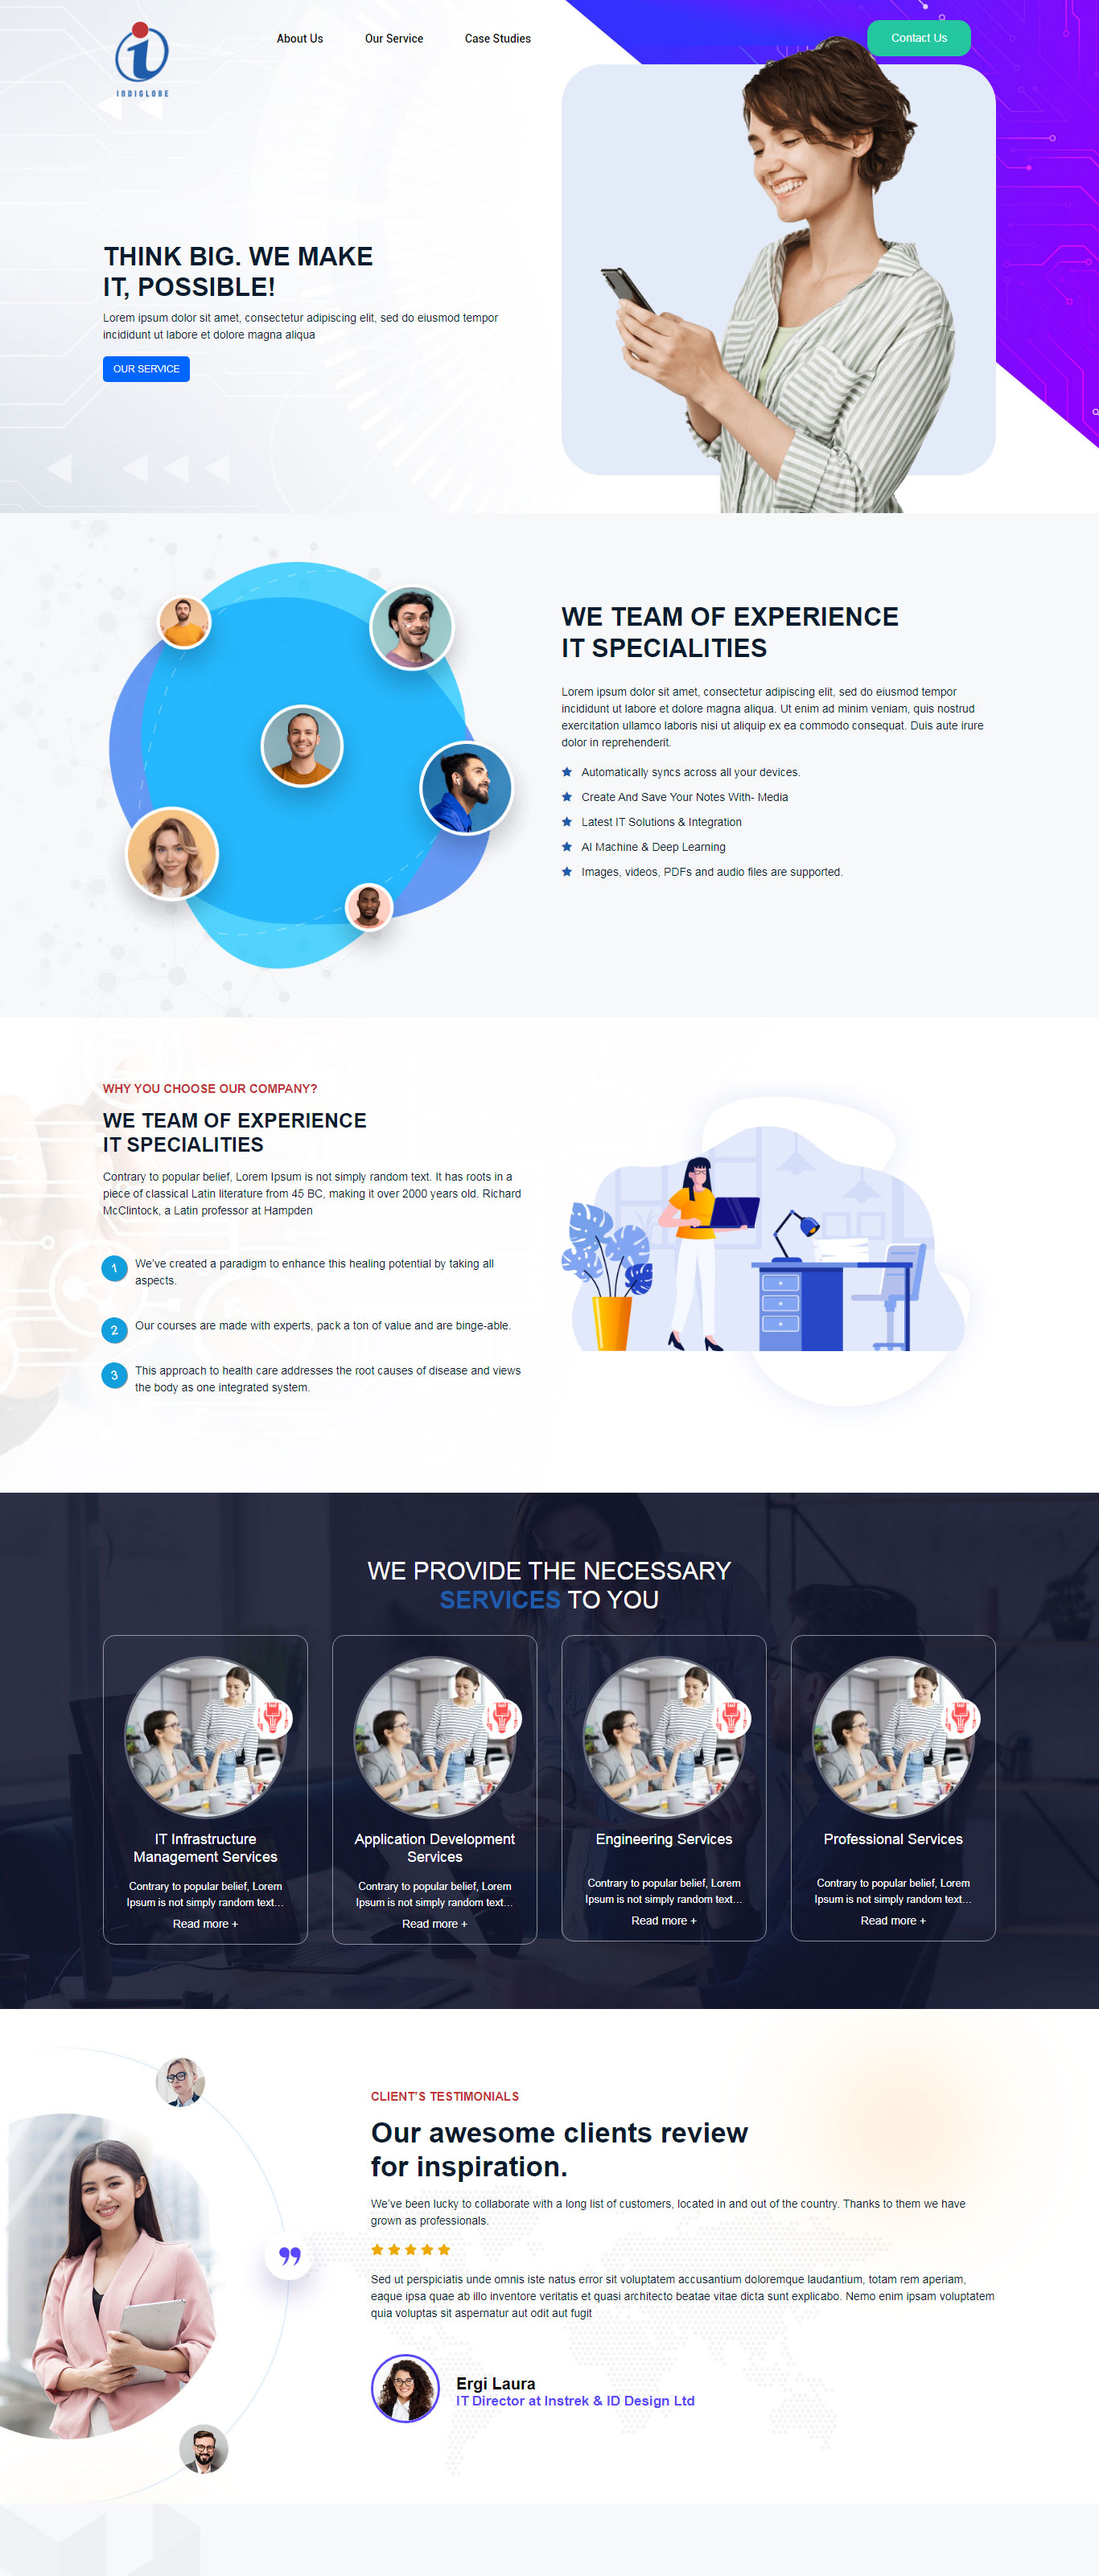 INDIGLOBE
About Us
Our Service
Case Studies
Contact Us
THINK BIG. WE MAKE
IT, POSSIBLE!
Lorem ipsum dolor sit amet, consectetur adipiscing elit, sed do eiusmod tempor
incididunt ut labore et dolore magna aliqua
OUR SERVICE
WE TEAM OF EXPERIENCE
IT SPECIALITIES
Lorem ipsum dolor sit amet, consectetur adipiscing elit, sed do eiusmod tempor
incididunt ut labore et dolore magna aliqua. Ut enim ad minim veniam, quis nostrud
exercitation ullamco laboris nisi ut aliquip ex ea commodo consequat. Duis aute irure
dolor in reprehenderit.
Automatically syncs across all your devices.
Create And Save Your Notes With- Media
Latest IT Solutions & Integration
AI Machine & Deep Learning
Images, videos, PDFs and audio files are supported.
WHY YOU CHOOSE OUR COMPANY?
WE TEAM OF EXPERIENCE
IT SPECIALITIES
Contrary to popular belief, Lorem Ipsum is not simply random text. It has roots in a
piece of classical Latin literature from 45 BC, making it over 2000 years old. Richard
McClintock, a Latin professor at Hampden
1
We've created a paradigm to enhance this healing potential by taking all
aspects.
2
Our courses are made with experts, pack a ton of value and are binge-able.
3
This approach to health care addresses the root causes of disease and views
the body as one integrated system.
WE PROVIDE THE NECESSARY
SERVICES TO YOU
IT Infrastructure
Management Services
Contrary to popular belief, Lorem
Ipsum is not simply random text…
Read more +
Application Development
Services
Contrary to popular belief, Lorem
Ipsum is not simply random text…
Read more +
Engineering Services
Contrary to popular belief, Lorem
Ipsum is not simply random text…
Read more +
Professional Services
Contrary to popular belief, Lorem
Ipsum is not simply random text…
Read more +
CLIENT'S TESTIMONIALS
Our awesome clients review
for inspiration.
We've been lucky to collaborate with a long list of customers, located in and out of the country. Thanks to them we have
grown as professionals.
Sed ut perspiciatis unde omnis iste natus error sit voluptatem accusantium doloremque laudantium, totam rem aperiam,
eaque ipsa quae ab illo inventore veritatis et quasi architecto beatae vitae dicta sunt explicabo. Nemo enim ipsam voluptatem
quia voluptas sit aspernatur aut odit aut fugit
Ergi Laura
IT Director at Instrek & ID Design Ltd